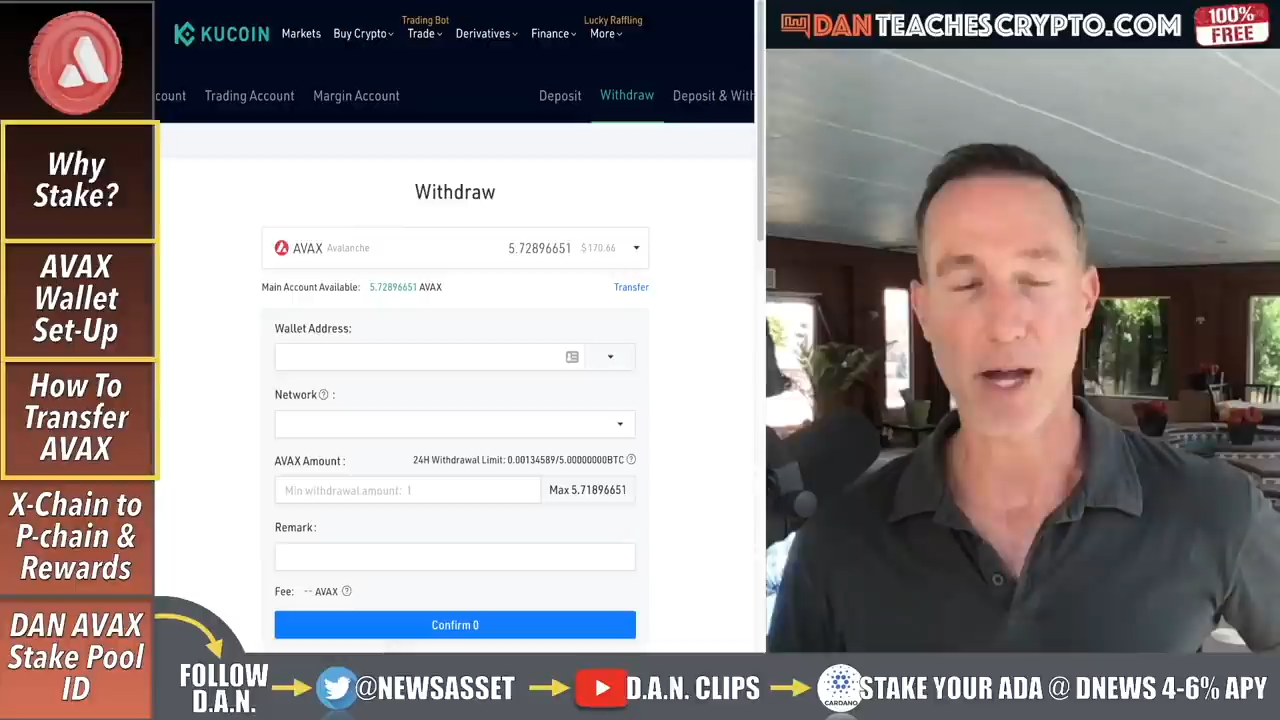 Why
Stake?
AVAX
Wallet
Set-Up
How To
Transfer
AVAX
X-Chain to
P-chain &
Rewards
DAN AVAX
Stake Pool
ID
KUCOIN
Markets
Buy Crypto
Trading Bot
Trade
Derivatives
Finance
Lucky Raffling
More
count
Trading Account
Margin Account
Deposit
Withdraw
Deposit & With
Withdraw
AVAX Avalanche 5.72896651 $170.66
Main Account Available: 5.72896651 AVAX Transfer
Wallet Address:
Network ? :
AVAX Amount: 24H Withdrawal Limit: 0.00134589/5.00000000BTC ?
Min withdrawal amount: 1 Max 5.71896651
Remark:
Fee: -- AVAX ?
Confirm 0
DANTEACHESCRYPTO.COM
100%
FREE
FOLLOW
D.A.N.
@NEWSASSET
D.A.N. CLIPS
CARDANO
STAKE YOUR ADA @ DNEWS 4-6% APY